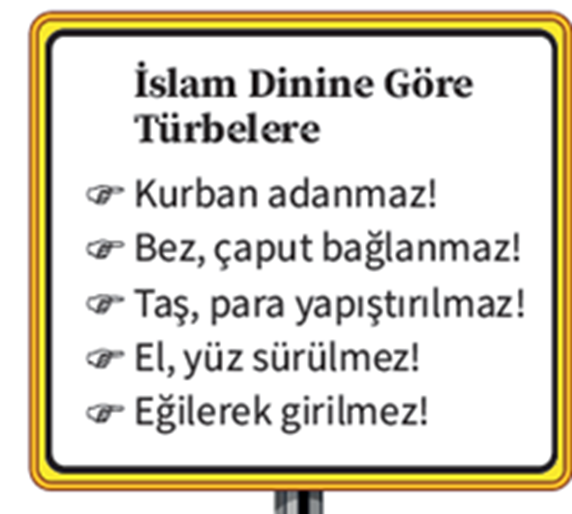 İslam Dinine Göre
Türbelere
Kurban adanmaz!
Bez, çaput bağlanmaz!
Taş, para yapıştırılmaz!
El, yüz sürülmez!
Eğilerek girilmez!